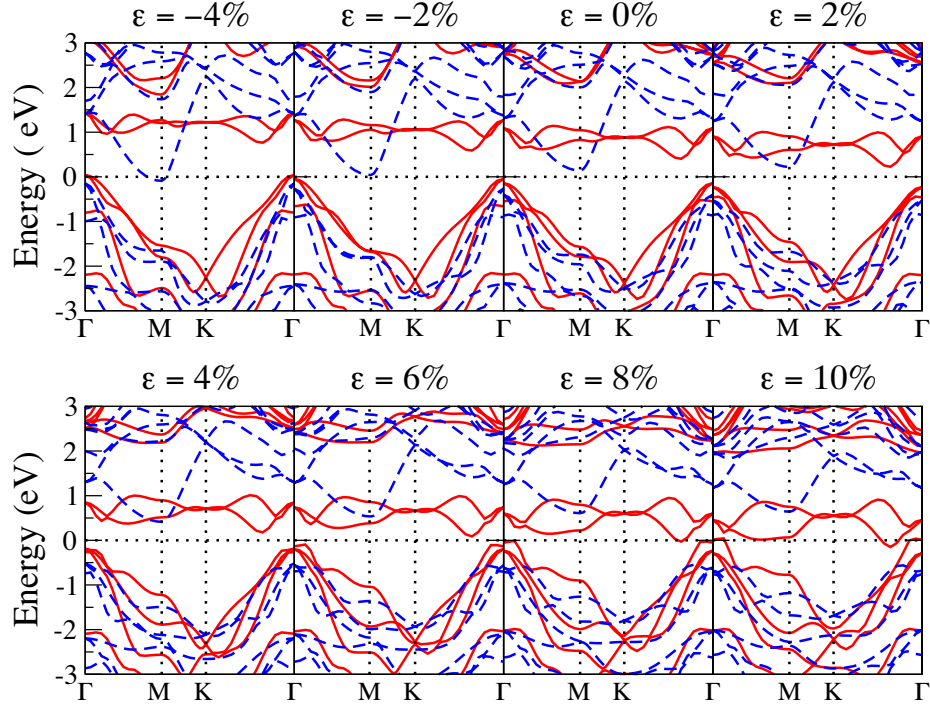 ε = −4% ε = −2% ε = 0% ε = 2%
3
2
1
0
-1
-2
-3
Energy ( eV)
Γ M K Γ M K Γ M K Γ M K Γ
ε = 4% ε = 6% ε = 8% ε = 10%
3
2
1
0
-1
-2
-3
Energy (eV)
Γ M K Γ M K Γ M K Γ M K Γ